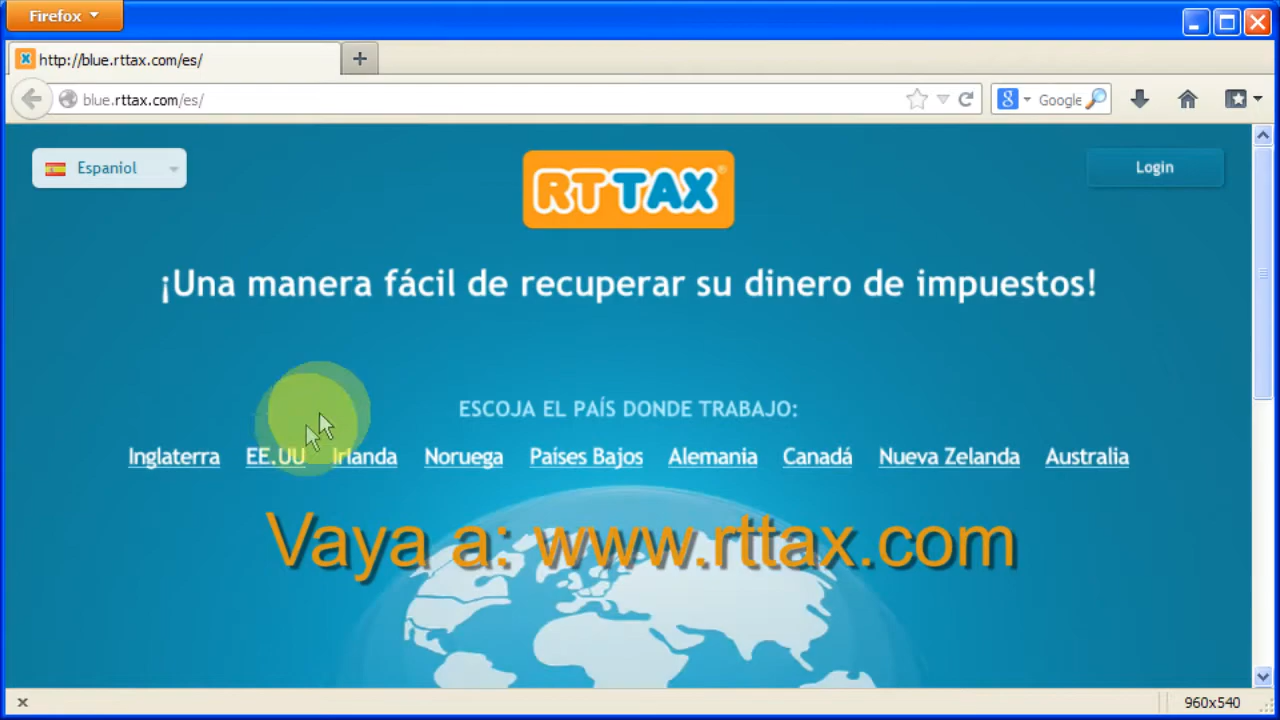 Firefox
http://blue.rttax.com/es/
blue.rttax.com/es/
Google
Espaniol
RTTAX®
Login
¡Una manera fácil de recuperar su dinero de impuestos!
ESCOJA EL PAÍS DONDE TRABAJO:
Inglaterra EE.UU Irlanda Noruega Países Bajos Alemania Canadá Nueva Zelanda Australia
Vaya a: www.rttax.com
960x540